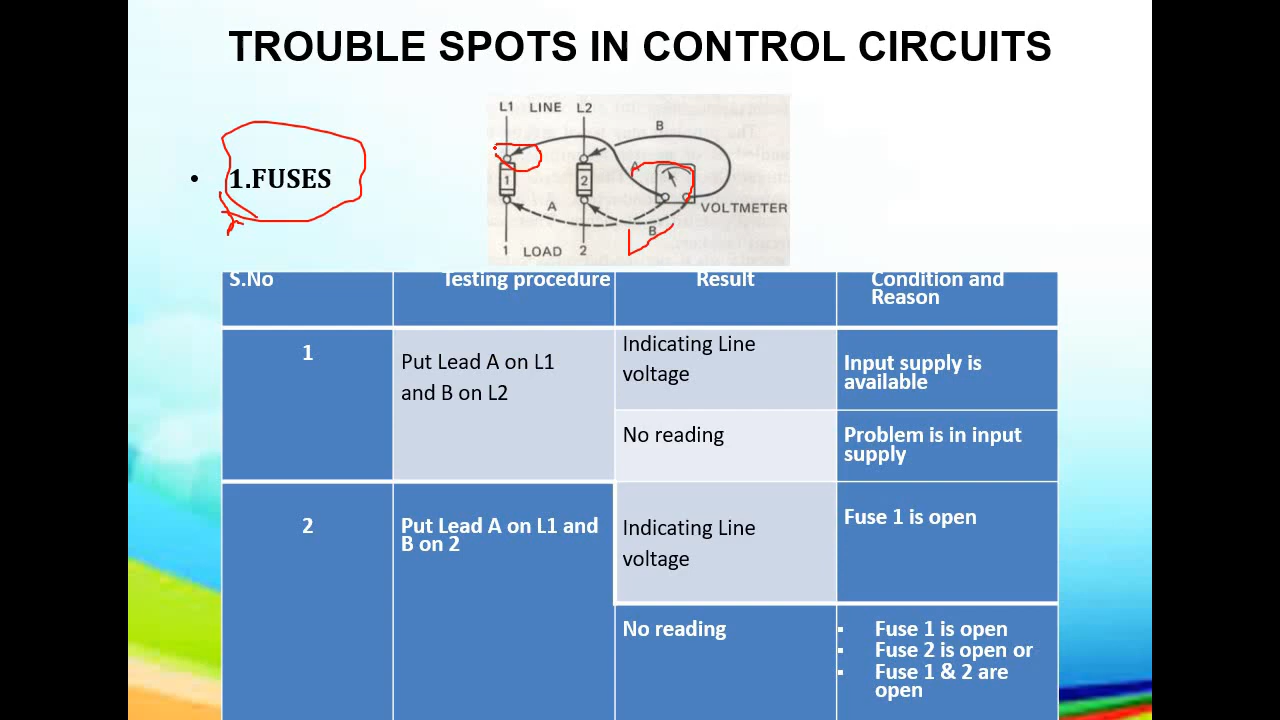 TROUBLE SPOTS IN CONTROL CIRCUITS
• 1.FUSES
L1 LINE L2
B
A
1 2
VOLTMETER
A
B
1 LOAD 2
S.No Testing procedure Result Condition and
Reason
1
Put Lead A on L1
and B on L2
Indicating Line
voltage
Input supply is
available
No reading
Problem is in input
supply
2
Put Lead A on L1 and
B on 2
Indicating Line
voltage
Fuse 1 is open
No reading
▪ Fuse 1 is open
▪ Fuse 2 is open or
▪ Fuse 1 & 2 are
open